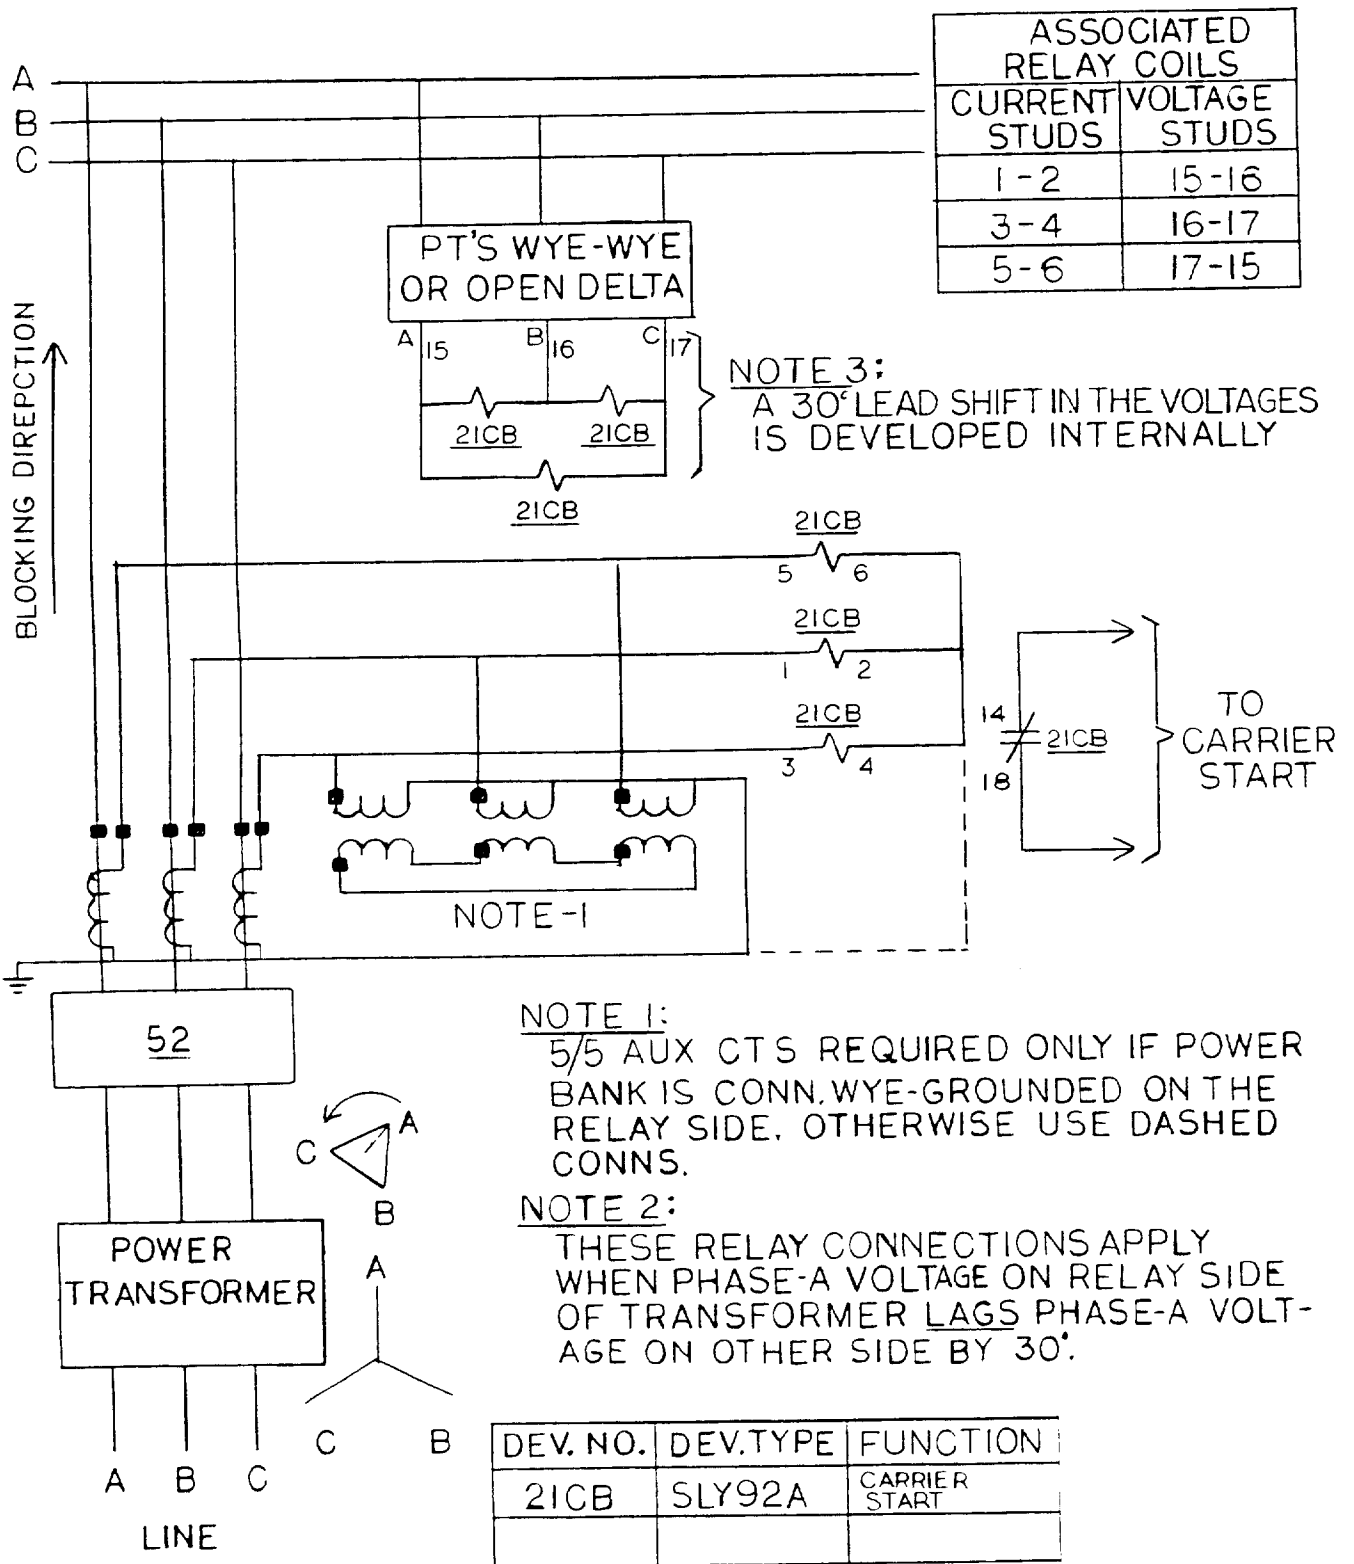 ASSOCIATED
RELAY COILS
CURRENT STUDS
VOLTAGE STUDS
1-2
15-16
3-4
16-17
5-6
17-15
A
B
C
PT'S WYE-WYE
OR OPEN DELTA
A
15
B
16
C
17
21CB
21CB
21CB
NOTE 3:
A 30° LEAD SHIFT IN THE VOLTAGES
IS DEVELOPED INTERNALLY
BLOCKING DIREPCTION
21CB
5
6
21CB
1
2
21CB
3
4
14
21CB
18
TO
CARRIER
START
NOTE-1
52
NOTE 1:
5/5 AUX CTS REQUIRED ONLY IF POWER
BANK IS CONN. WYE-GROUNDED ON THE
RELAY SIDE. OTHERWISE USE DASHED
CONNS.
A
C
B
NOTE 2:
THESE RELAY CONNECTIONS APPLY
WHEN PHASE-A VOLTAGE ON RELAY SIDE
OF TRANSFORMER LAGS PHASE-A VOLT-
AGE ON OTHER SIDE BY 30°.
POWER
TRANSFORMER
A
C
B
A
B
C
LINE
DEV. NO.
DEV. TYPE
FUNCTION
21CB
SLY92A
CARRIER
START